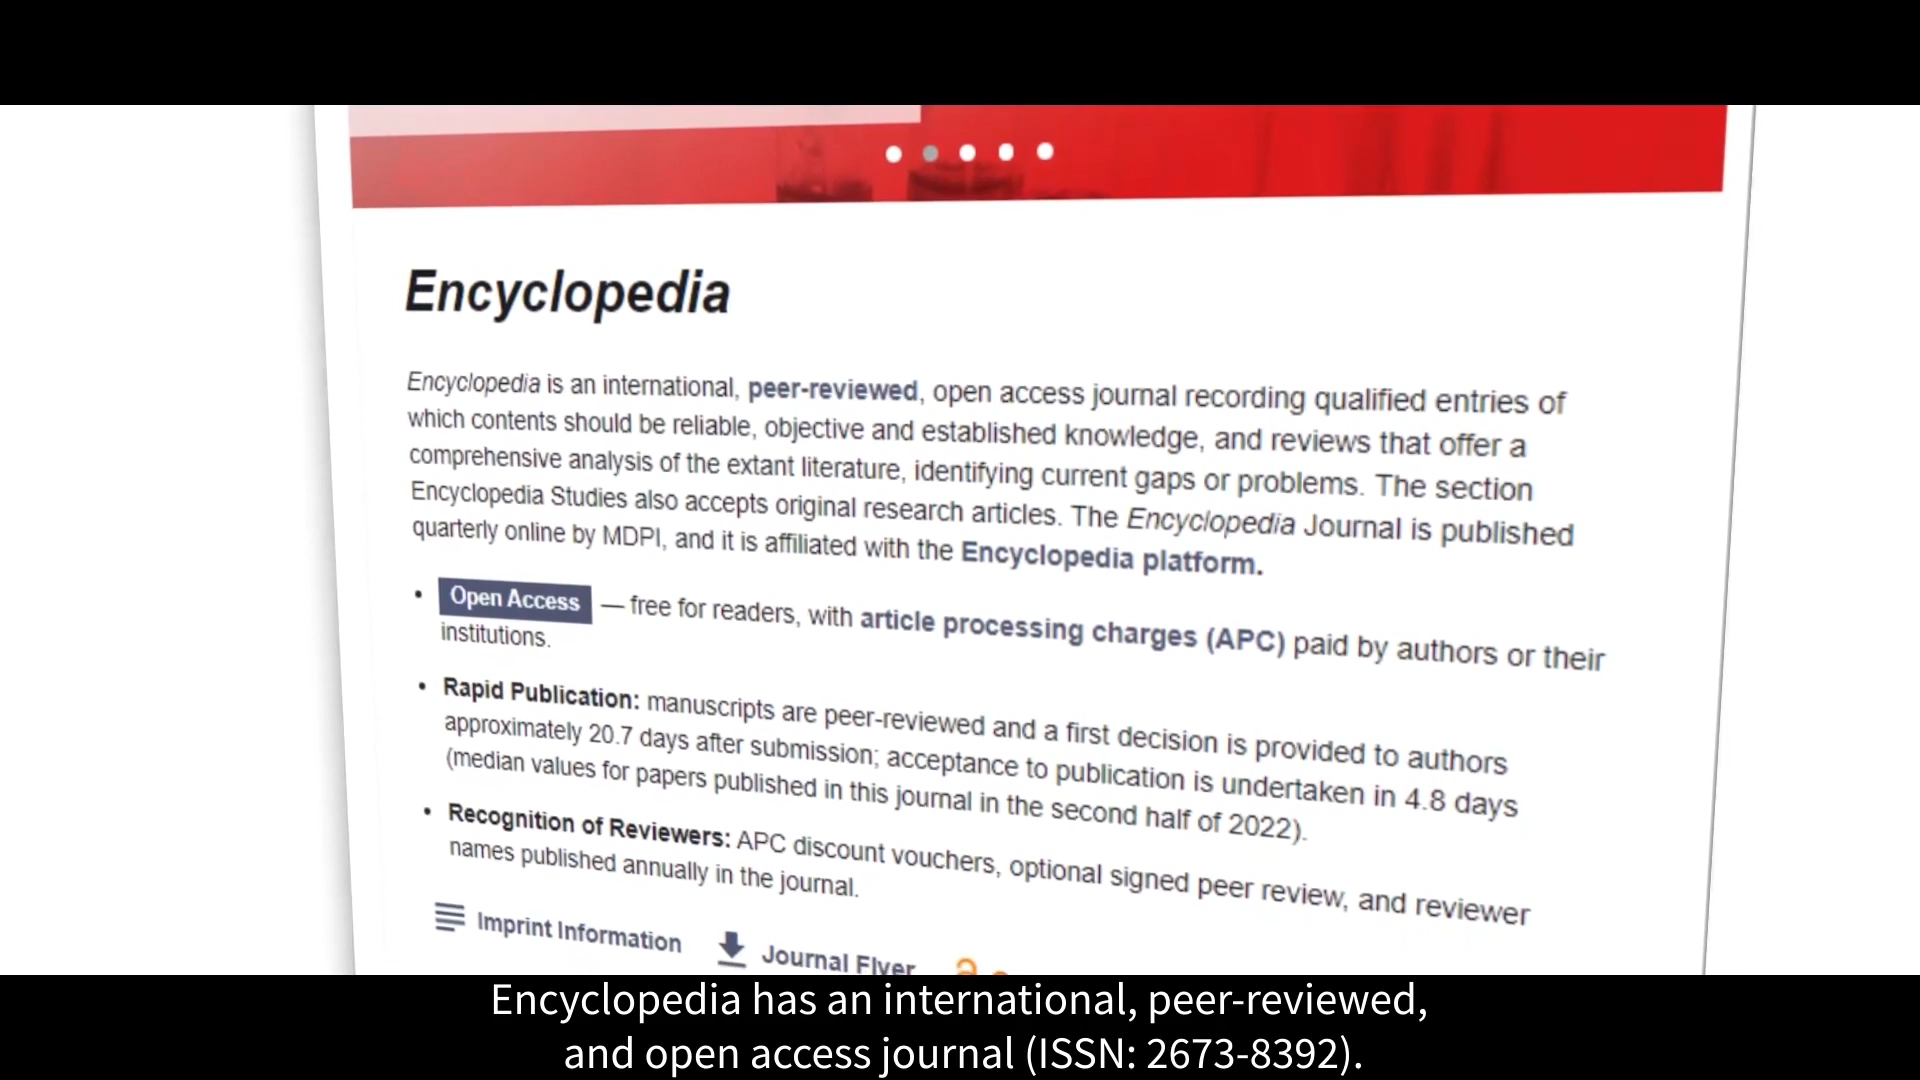 Encyclopedia
Encyclopedia is an international, peer-reviewed, open access journal recording qualified entries of
which contents should be reliable, objective and established knowledge, and reviews that offer a
comprehensive analysis of the extant literature, identifying current gaps or problems. The section
Encyclopedia Studies also accepts original research articles. The Encyclopedia Journal is published
quarterly online by MDPI, and it is affiliated with the Encyclopedia platform.
• Open Access — free for readers, with article processing charges (APC) paid by authors or their
institutions.
• Rapid Publication: manuscripts are peer-reviewed and a first decision is provided to authors
approximately 20.7 days after submission; acceptance to publication is undertaken in 4.8 days
(median values for papers published in this journal in the second half of 2022).
• Recognition of Reviewers: APC discount vouchers, optional signed peer review, and reviewer
names published annually in the journal.
Imprint Information Journal Flyer
Encyclopedia has an international, peer-reviewed,
and open access journal (ISSN: 2673-8392).